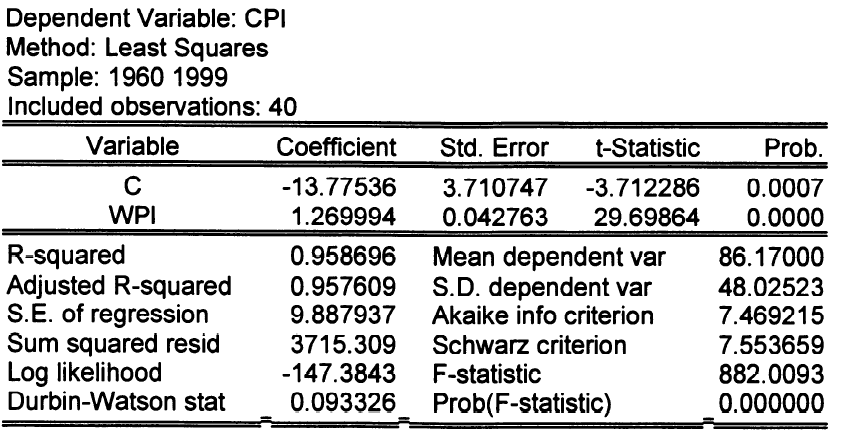 Dependent Variable: CPI
Method: Least Squares
Sample: 1960 1999
Included observations: 40
Variable Coefficient Std. Error t-Statistic Prob.
C -13.77536 3.710747 -3.712286 0.0007
WPI 1.269994 0.042763 29.69864 0.0000
R-squared 0.958696 Mean dependent var 86.17000
Adjusted R-squared 0.957609 S.D. dependent var 48.02523
S.E. of regression 9.887937 Akaike info criterion 7.469215
Sum squared resid 3715.309 Schwarz criterion 7.553659
Log likelihood -147.3843 F-statistic 882.0093
Durbin-Watson stat 0.093326 Prob(F-statistic) 0.000000